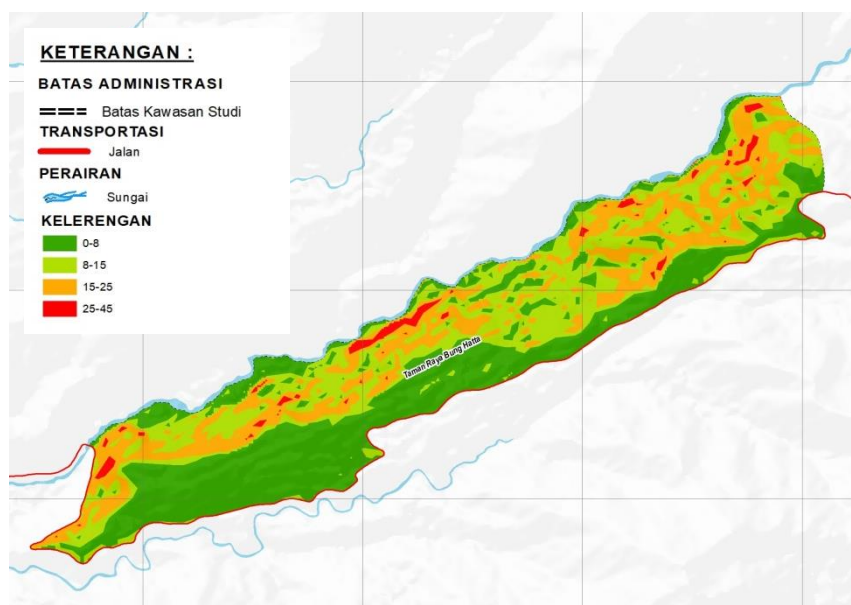 KETERANGAN :
BATAS ADMINISTRASI
Batas Kawasan Studi
TRANSPORTASI
Jalan
PERAIRAN
Sungai
KELERENGAN
0-8
8-15
15-25
25-45
Taman Raya Bung Hatta